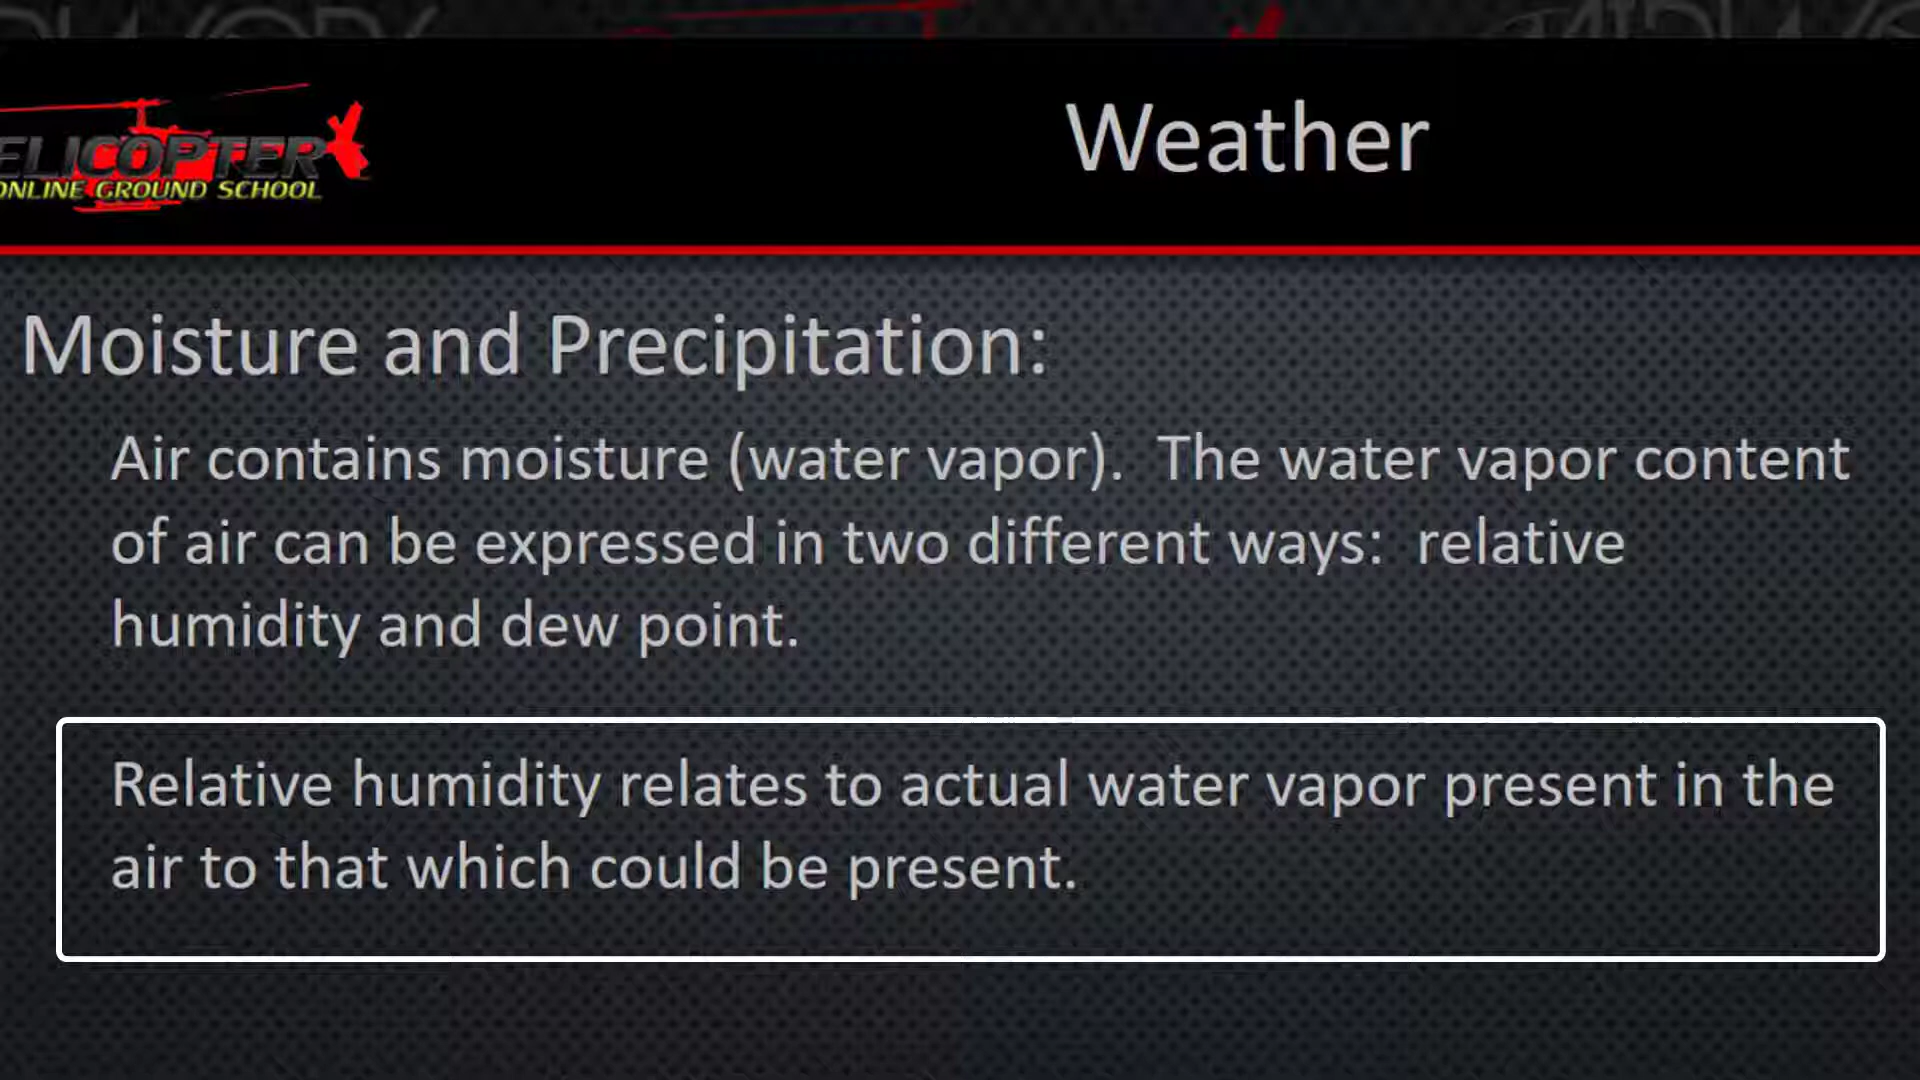 ELICOPTER
ONLINE GROUND SCHOOL
Weather
Moisture and Precipitation:
Air contains moisture (water vapor).  The water vapor content
of air can be expressed in two different ways:  relative
humidity and dew point.
Relative humidity relates to actual water vapor present in the
air to that which could be present.